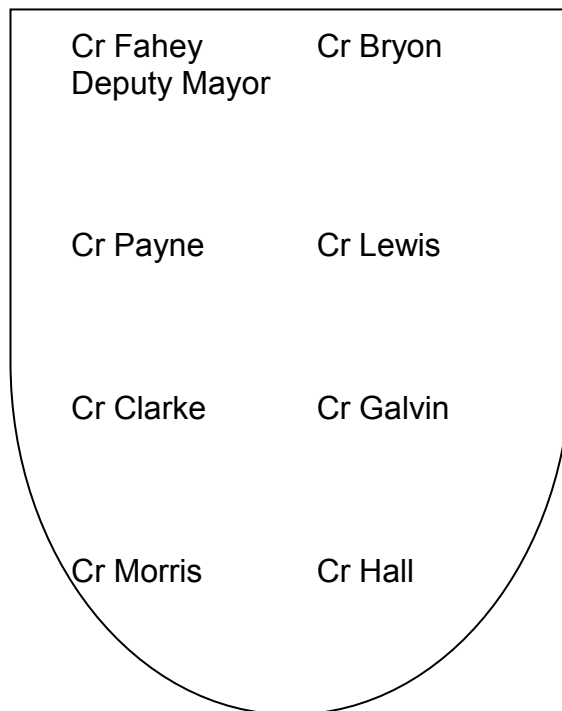 Cr Fahey Cr Bryon
Deputy Mayor
Cr Payne Cr Lewis
Cr Clarke Cr Galvin
Cr Morris Cr Hall